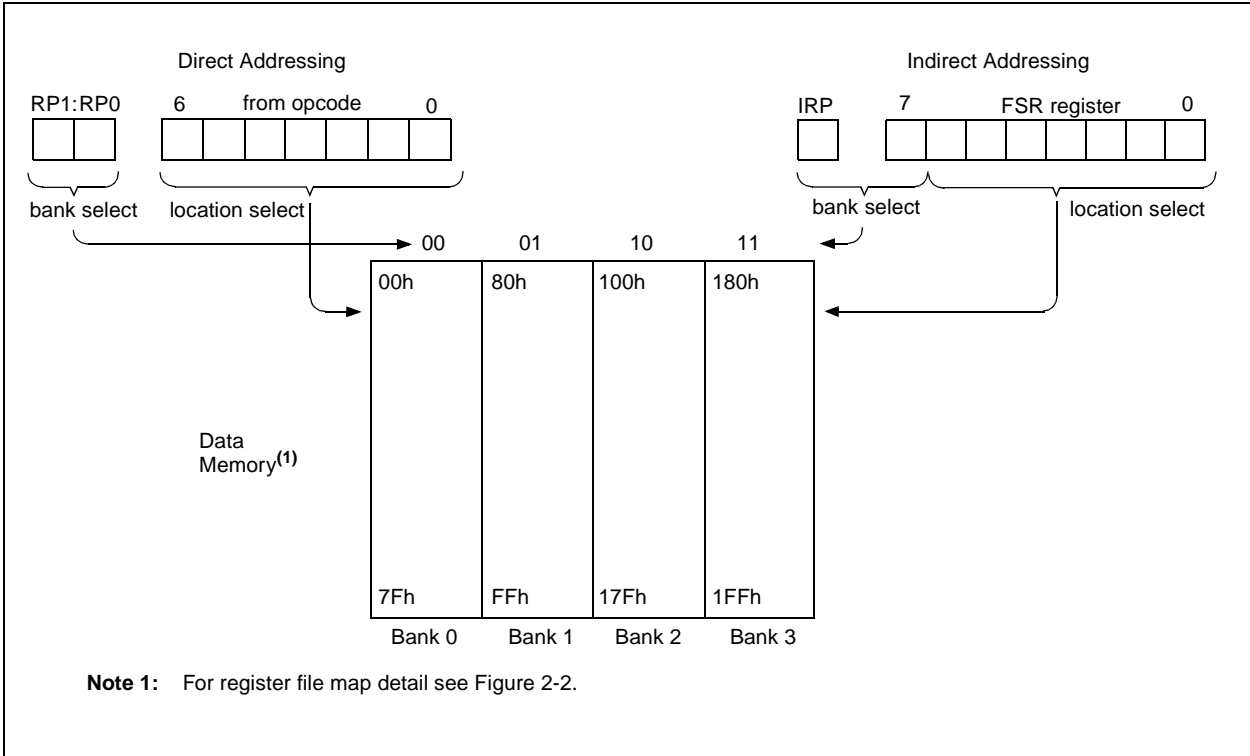 Direct Addressing
Indirect Addressing
RP1:RP0 6 from opcode 0
IRP 7 FSR register 0
bank select location select
bank select location select
00 01 10 11
00h 80h 100h 180h
Data
Memory(1)
7Fh FFh 17Fh 1FFh
Bank 0 Bank 1 Bank 2 Bank 3
Note 1: For register file map detail see Figure 2-2.